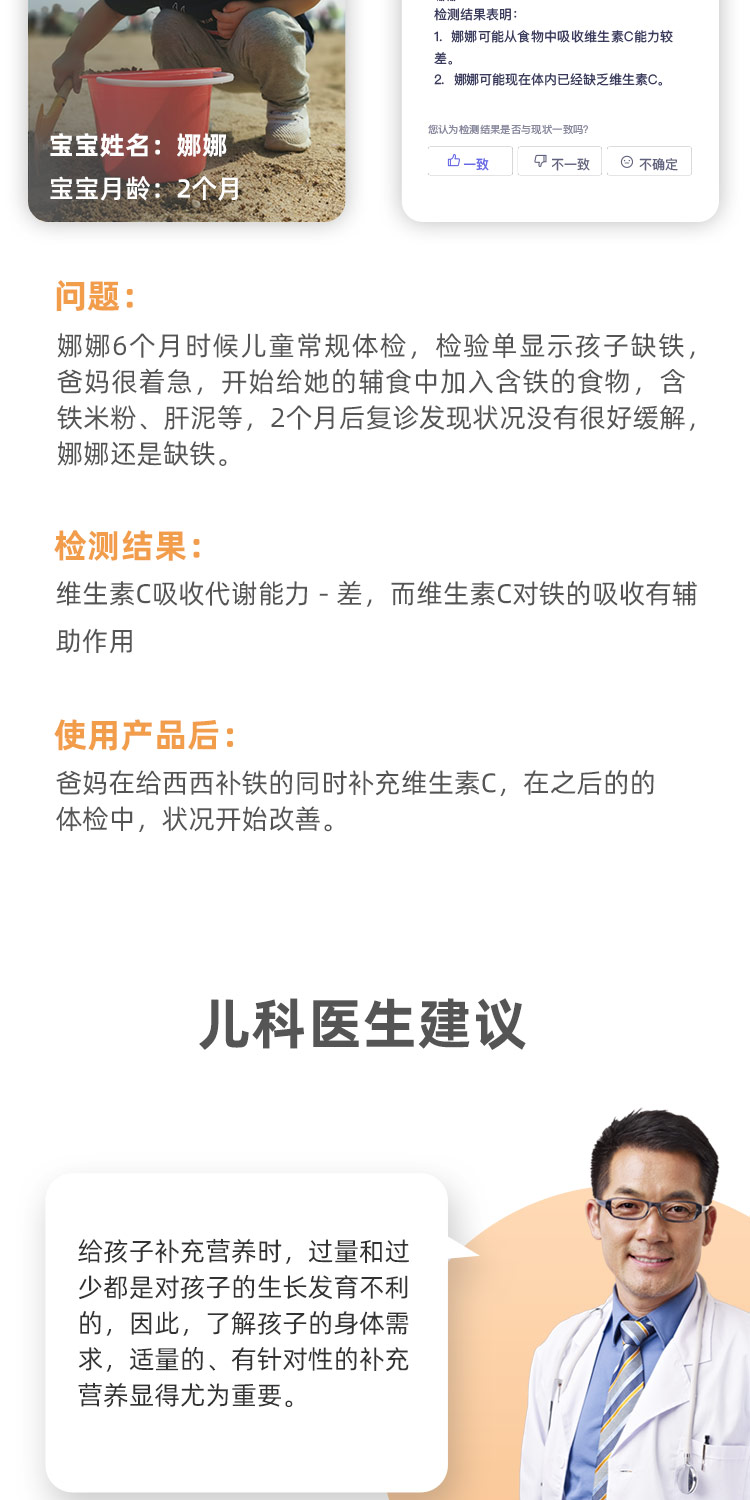 宝宝姓名：娜娜
宝宝月龄：2个月
检测结果表明：
1. 娜娜可能从食物中吸收维生素C能力较
差。
2. 娜娜可能现在体内已经缺乏维生素C。
您认为检测结果是否与现状一致吗?
一致
不一致
不确定
问题：
娜娜6个月时候儿童常规体检，检验单显示孩子缺铁，
爸妈很着急，开始给她的辅食中加入含铁的食物，含
铁米粉、肝泥等，2个月后复诊发现状况没有很好缓解，
娜娜还是缺铁。
检测结果：
维生素C吸收代谢能力 - 差，而维生素C对铁的吸收有辅
助作用
使用产品后：
爸妈在给西西补铁的同时补充维生素C，在之后的的
体检中，状况开始改善。
儿科医生建议
给孩子补充营养时，过量和过
少都是对孩子的生长发育不利
的，因此，了解孩子的身体需
求，适量的、有针对性的补充
营养显得尤为重要。